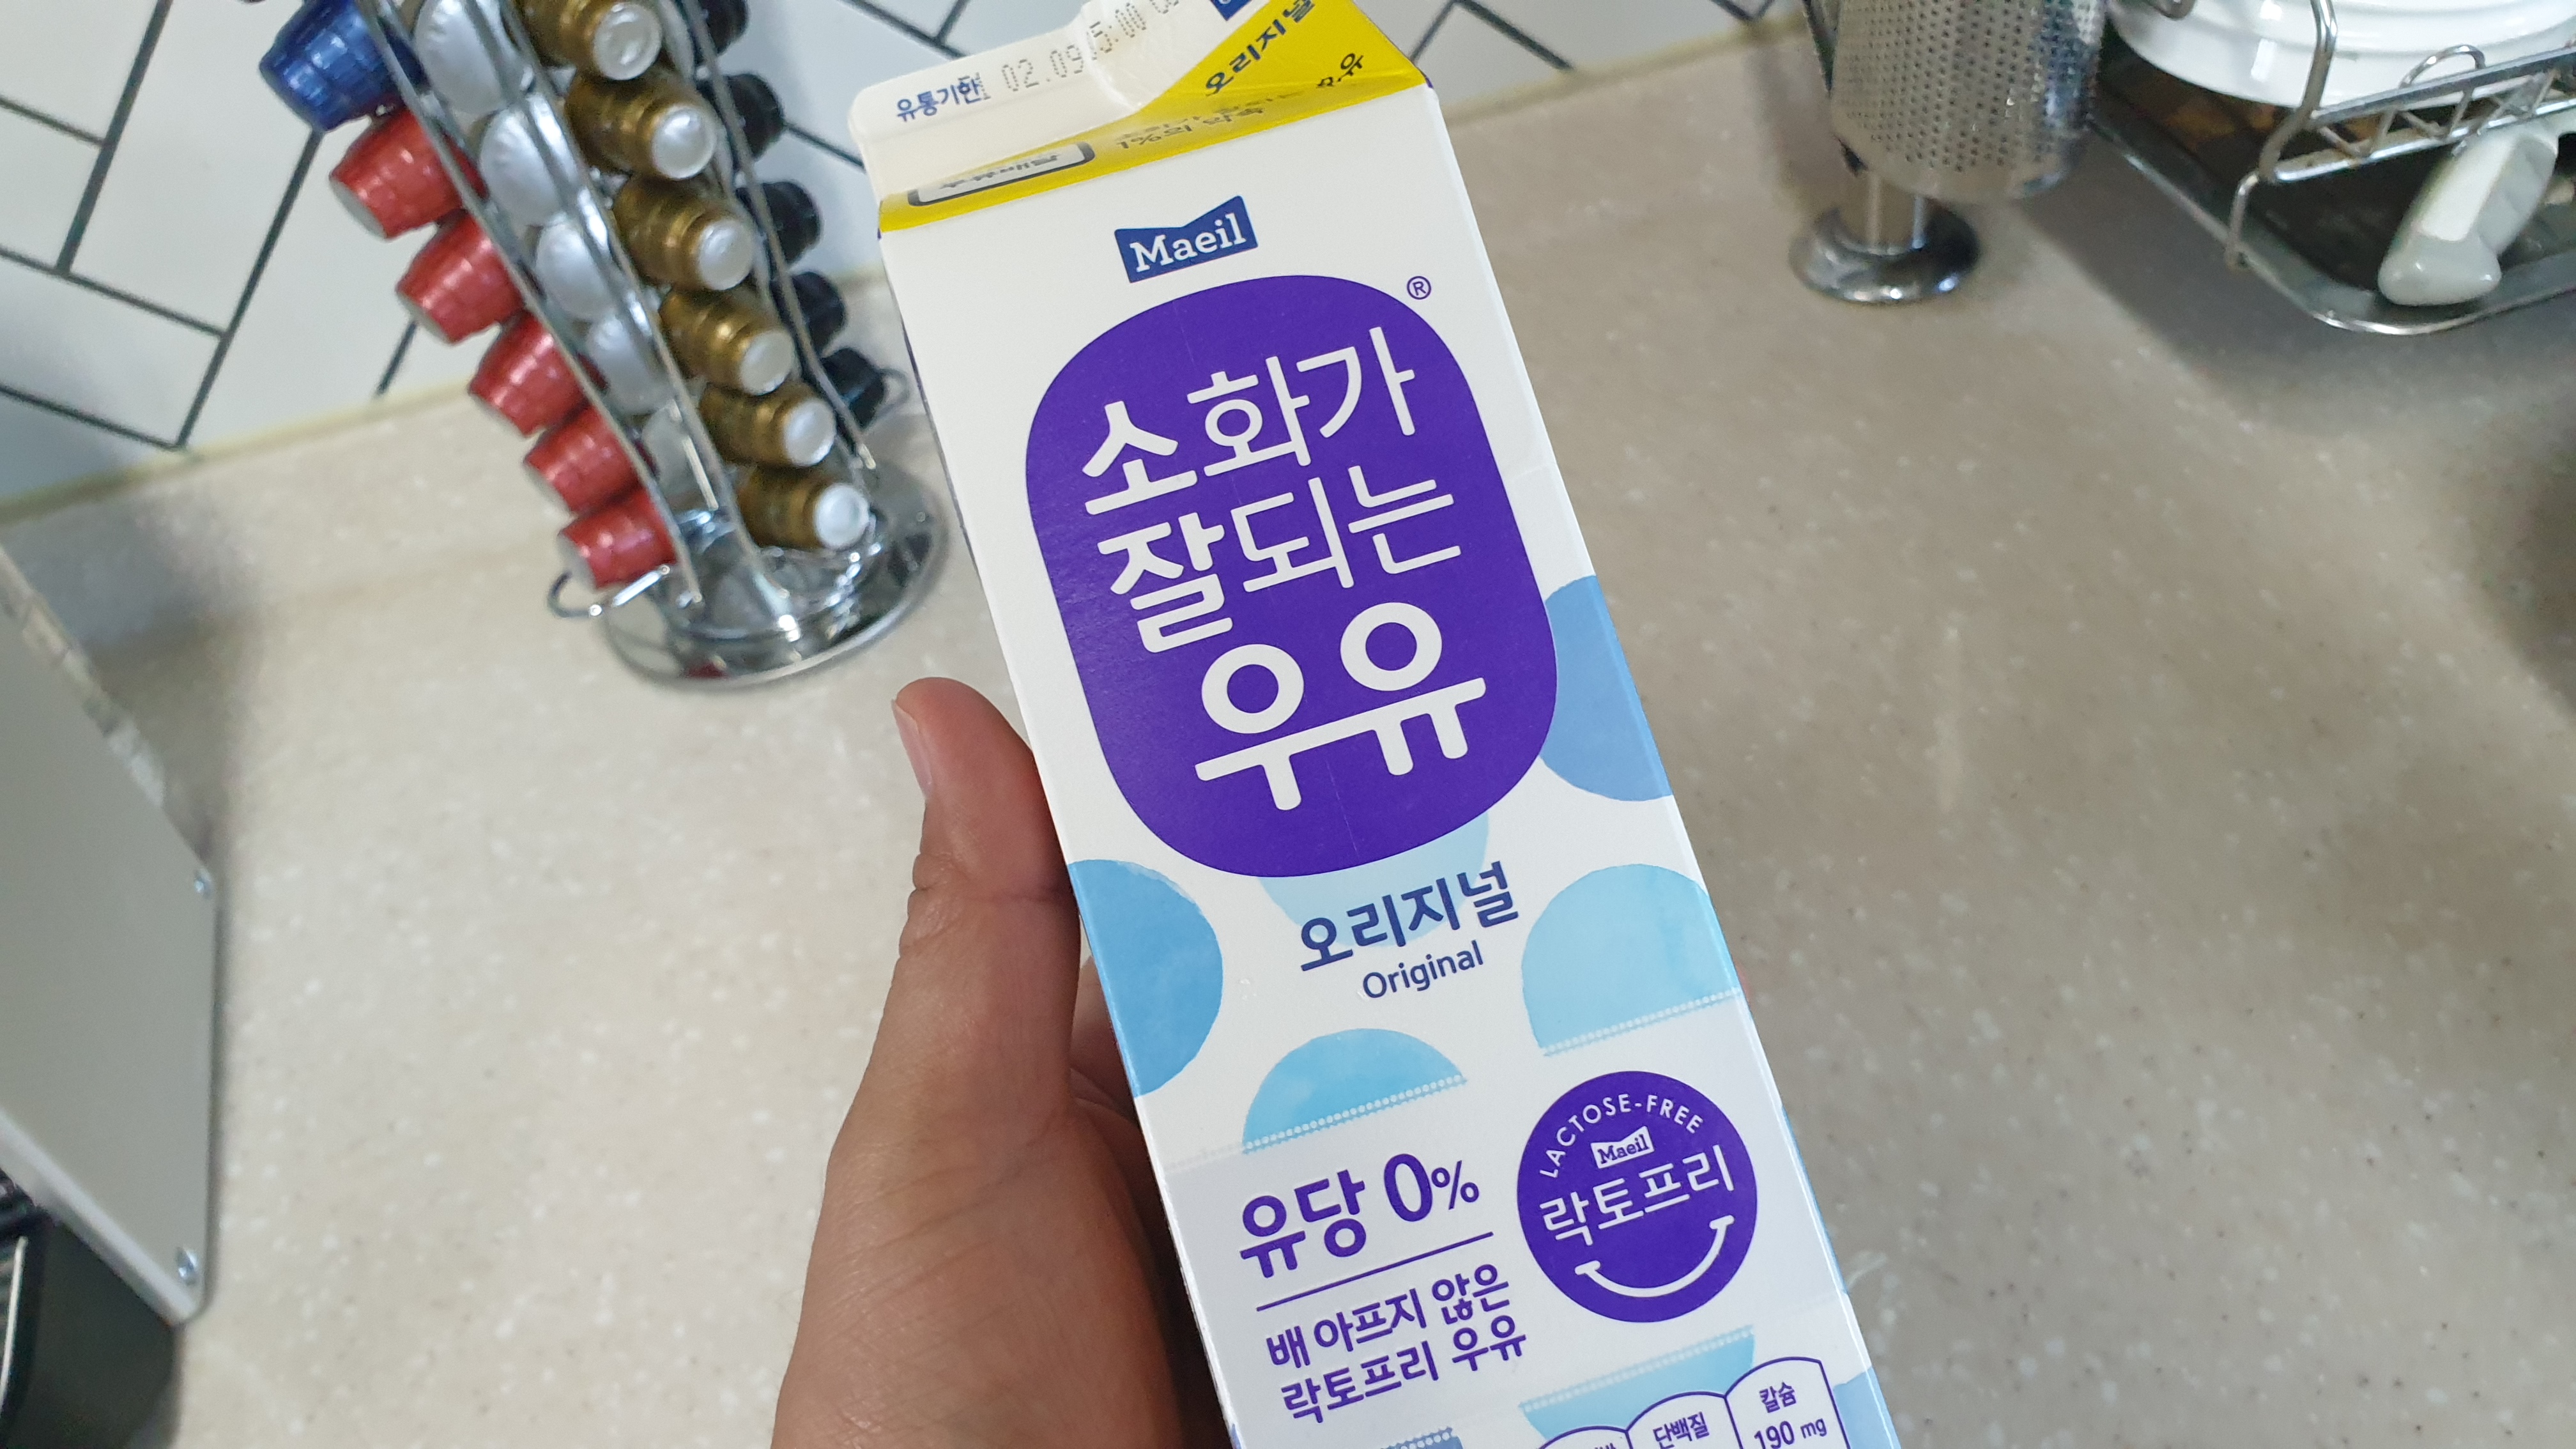 유통기한 02.09
오리지널
Maeil
®
소화가
잘되는
우유
오리지널
Original
LACTOSE-FREE
Maeil
락토프리
유당 0%
배 아프지 않은
락토프리 우유
단백질
칼슘
190 mg